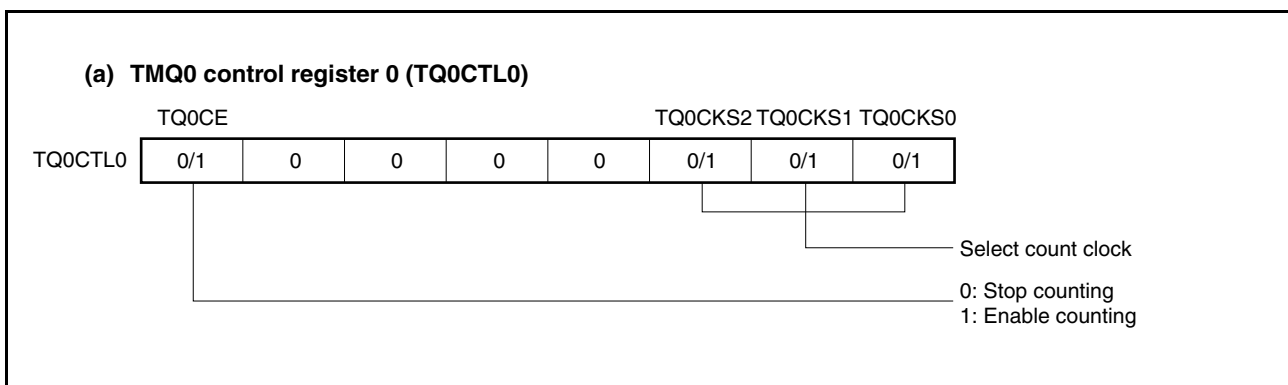 (a) TMQ0 control register 0 (TQ0CTL0)
TQ0CE TQ0CKS2 TQ0CKS1 TQ0CKS0
TQ0CTL0 0/1 0 0 0 0 0/1 0/1 0/1
Select count clock
0: Stop counting
1: Enable counting